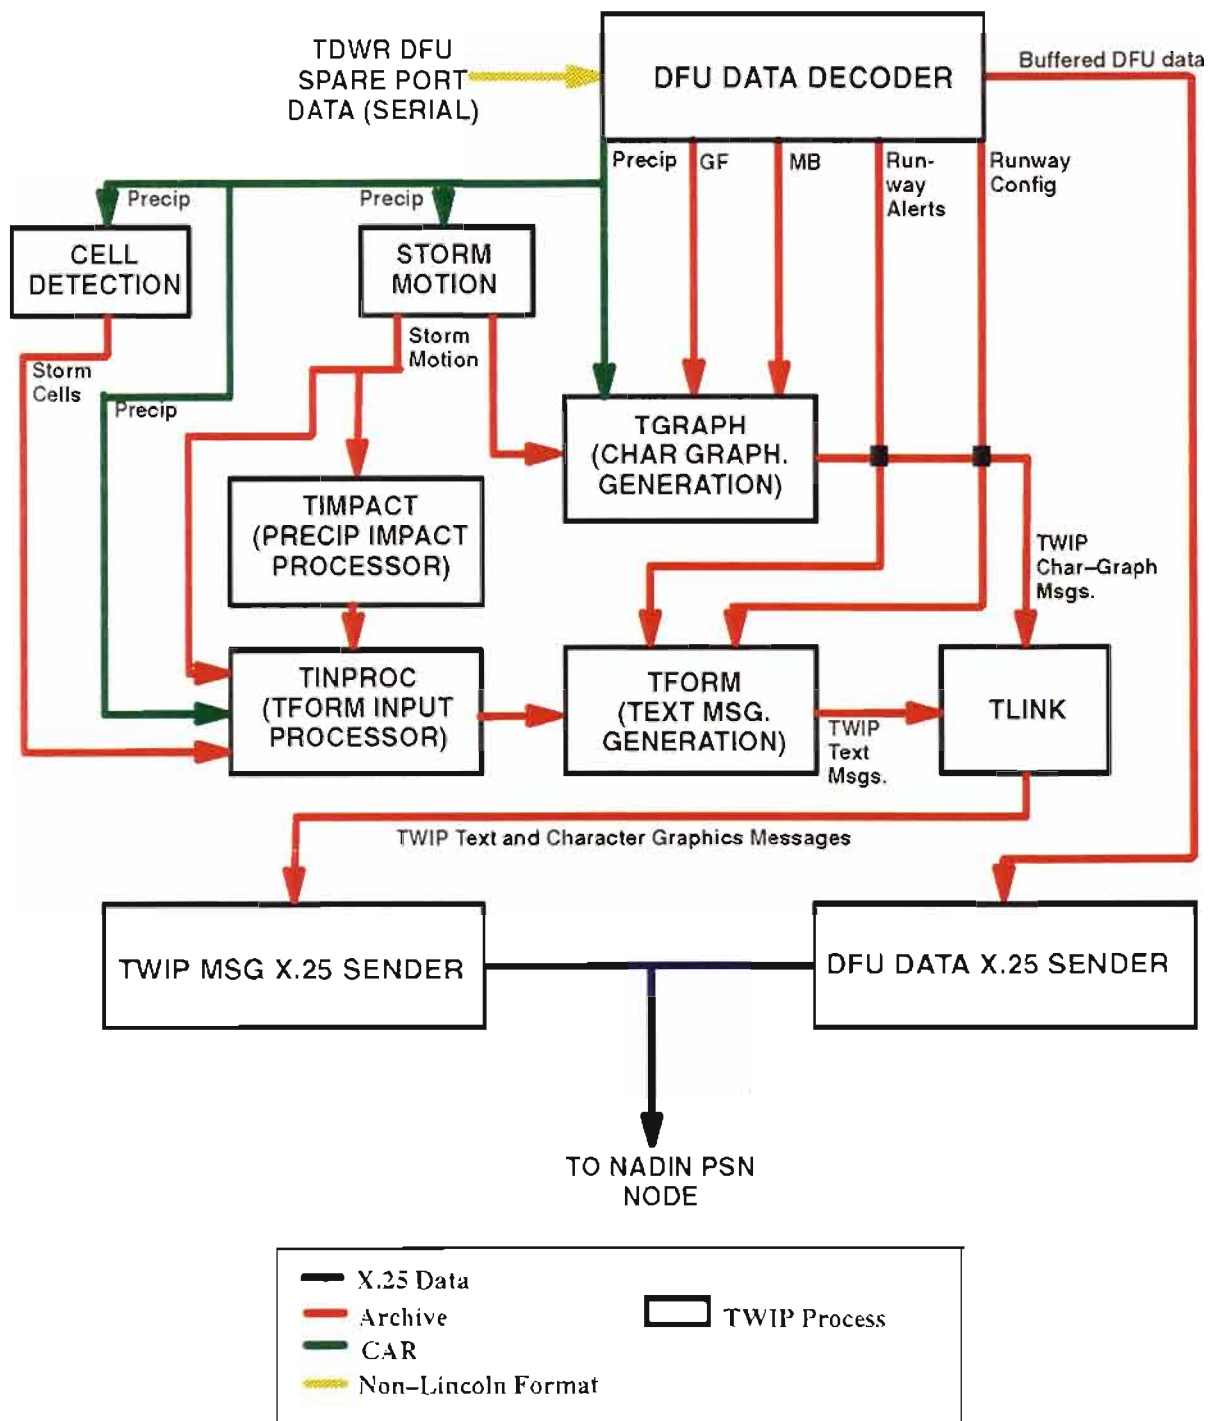 TDWR DFU
SPARE PORT
DATA (SERIAL)
DFU DATA DECODER
Buffered DFU data
Precip
GF
MB
Run-
way
Alerts
Runway
Config
Precip
Precip
CELL
DETECTION
STORM
MOTION
Storm
Motion
Storm
Cells
Precip
TGRAPH
(CHAR GRAPH.
GENERATION)
TIMPACT
(PRECIP IMPACT
PROCESSOR)
TWIP
Char–Graph
Msgs.
TINPROC
(TFORM INPUT
PROCESSOR)
TFORM
(TEXT MSG.
GENERATION)
TWIP
Text
Msgs.
TLINK
TWIP Text and Character Graphics Messages
TWIP MSG X.25 SENDER
DFU DATA X.25 SENDER
TO NADIN PSN
NODE
X.25 Data
Archive
CAR
Non–Lincoln Format
TWIP Process